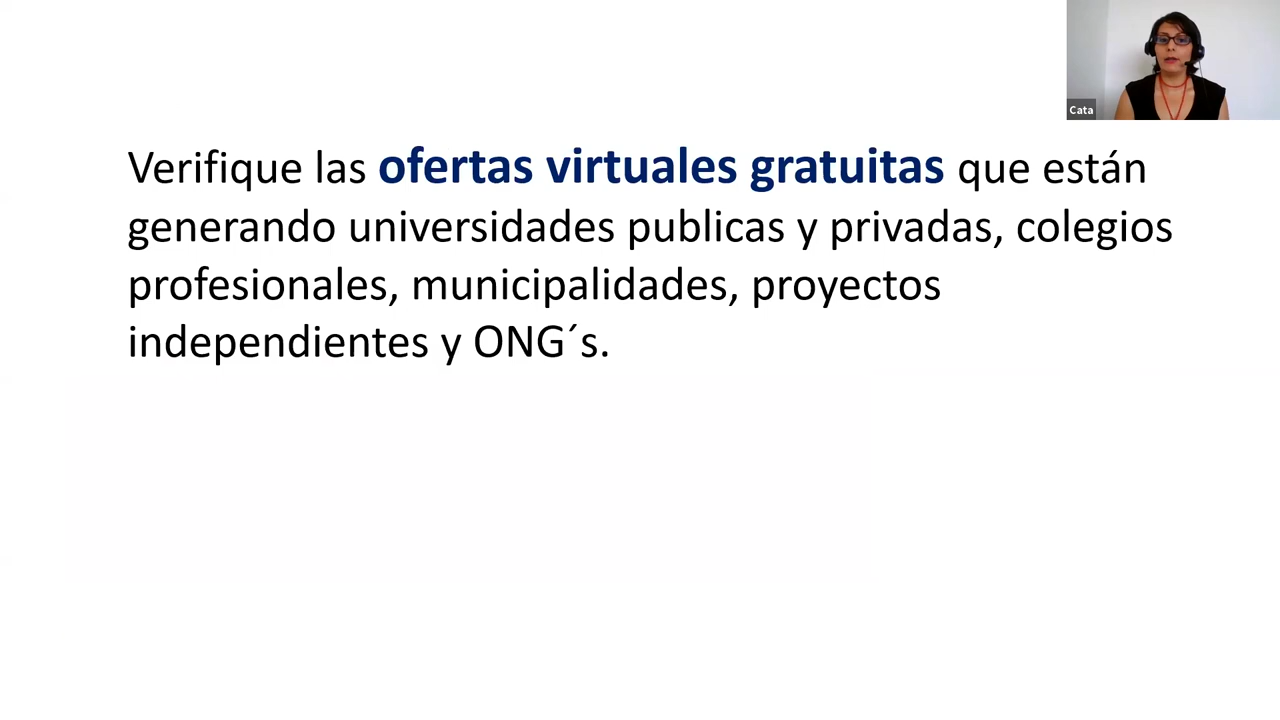 Cata
Verifique las ofertas virtuales gratuitas que están
generando universidades publicas y privadas, colegios
profesionales, municipalidades, proyectos
independientes y ONG´s.